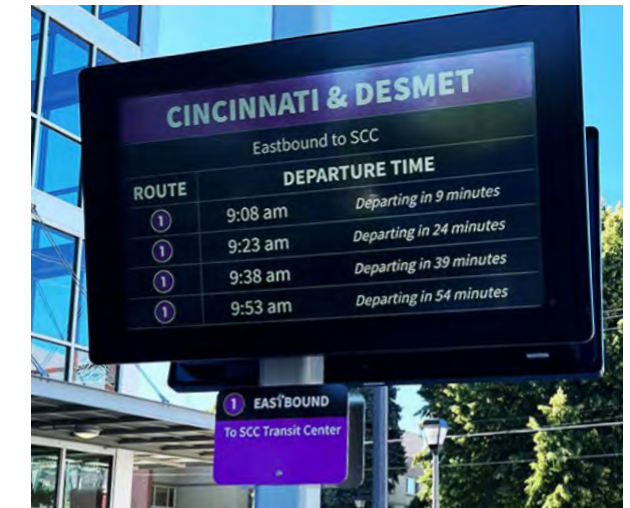 CINCINNATI & DESMET
Eastbound to SCC
ROUTE DEPARTURE TIME
1 9:08 am Departing in 9 minutes
1 9:23 am Departing in 24 minutes
1 9:38 am Departing in 39 minutes
1 9:53 am Departing in 54 minutes
1 EASTBOUND
To SCC Transit Center